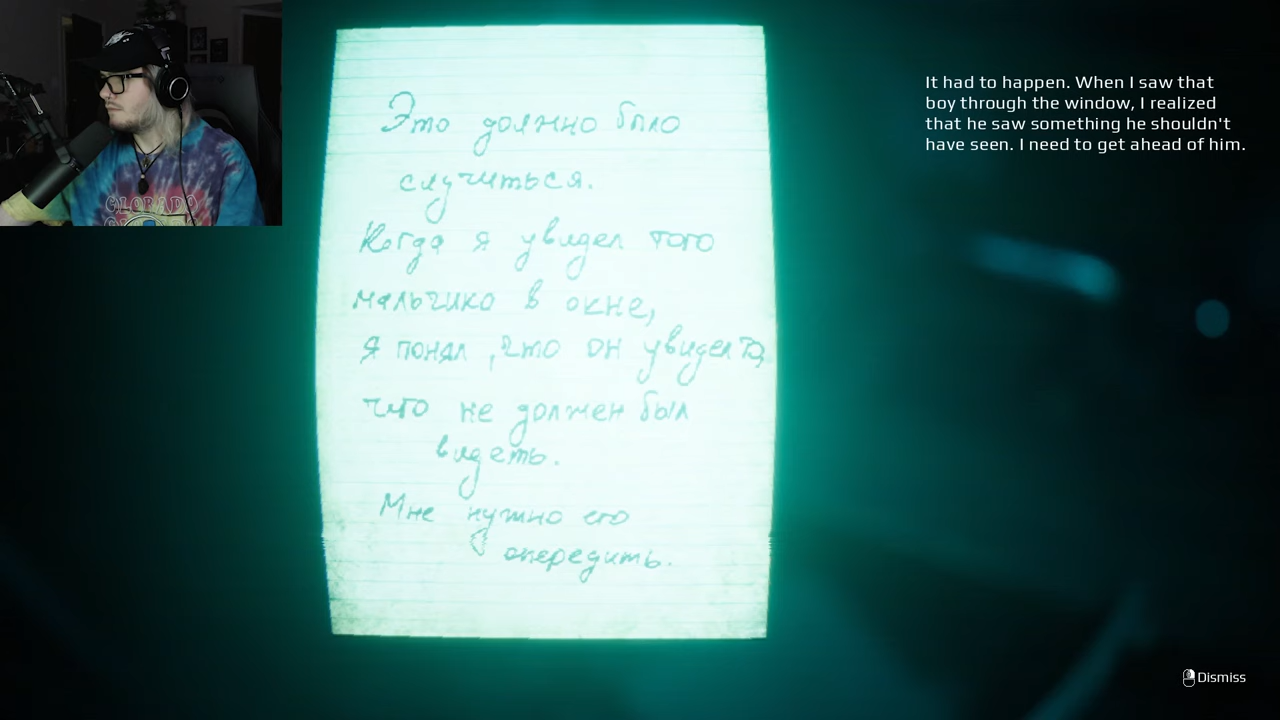 Это должно было
случиться.
Когда я увидел того
мальчика в окне,
я понял, что он увидел то,
что не должен был
видеть.
Мне нужно его
опередить.
It had to happen. When I saw that
boy through the window, I realized
that he saw something he shouldn't
have seen. I need to get ahead of him.
COLORADO
Dismiss